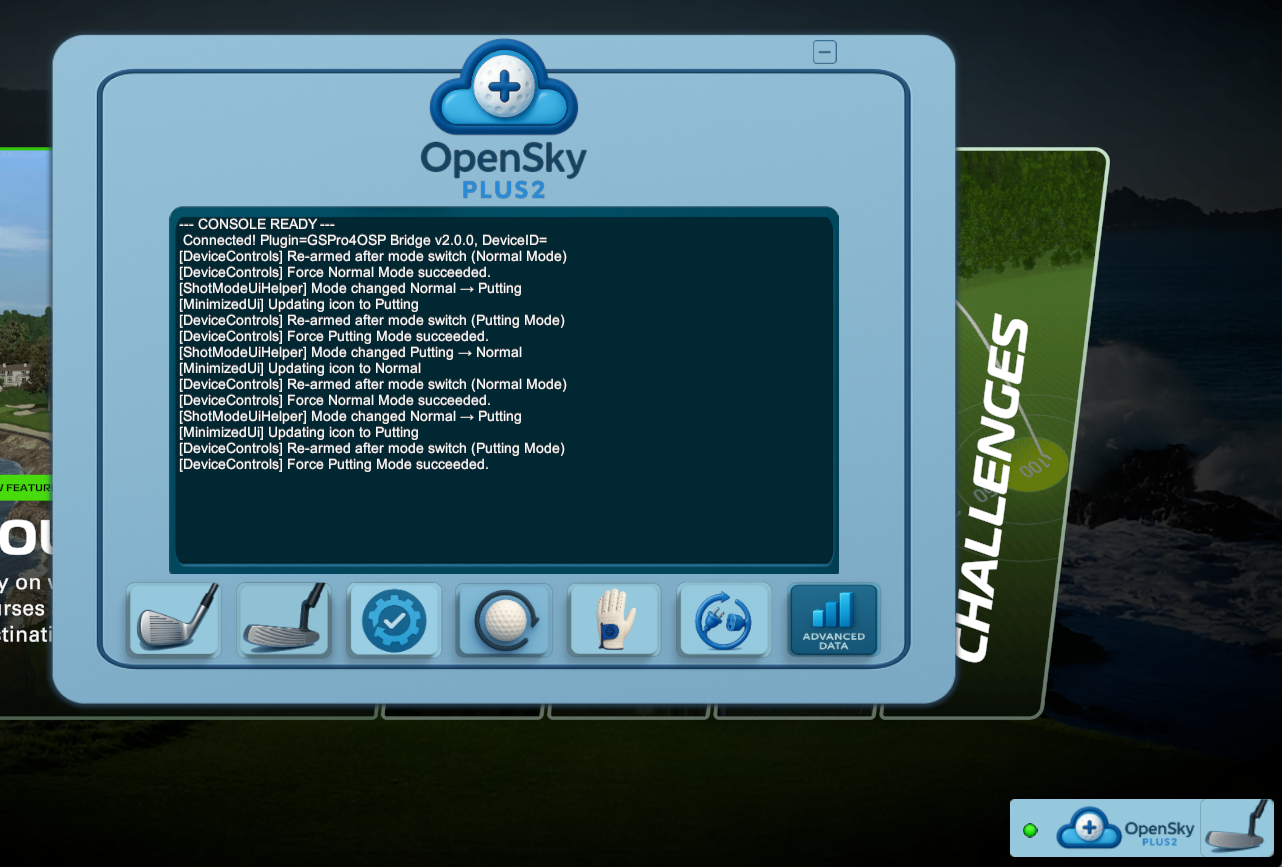 OpenSky
PLUS2
--- CONSOLE READY ---
Connected! Plugin=GSPro4OSP Bridge v2.0.0, DeviceID=
[DeviceControls] Re-armed after mode switch (Normal Mode)
[DeviceControls] Force Normal Mode succeeded.
[ShotModeUiHelper] Mode changed Normal → Putting
[MinimizedUi] Updating icon to Putting
[DeviceControls] Re-armed after mode switch (Putting Mode)
[DeviceControls] Force Putting Mode succeeded.
[ShotModeUiHelper] Mode changed Putting → Normal
[MinimizedUi] Updating icon to Normal
[DeviceControls] Re-armed after mode switch (Normal Mode)
[DeviceControls] Force Normal Mode succeeded.
[ShotModeUiHelper] Mode changed Normal → Putting
[MinimizedUi] Updating icon to Putting
[DeviceControls] Re-armed after mode switch (Putting Mode)
[DeviceControls] Force Putting Mode succeeded.
ADVANCED
DATA
FEATUR
OU
y on
urses
stinati
CHALLENGES
100
OpenSky
PLUS2